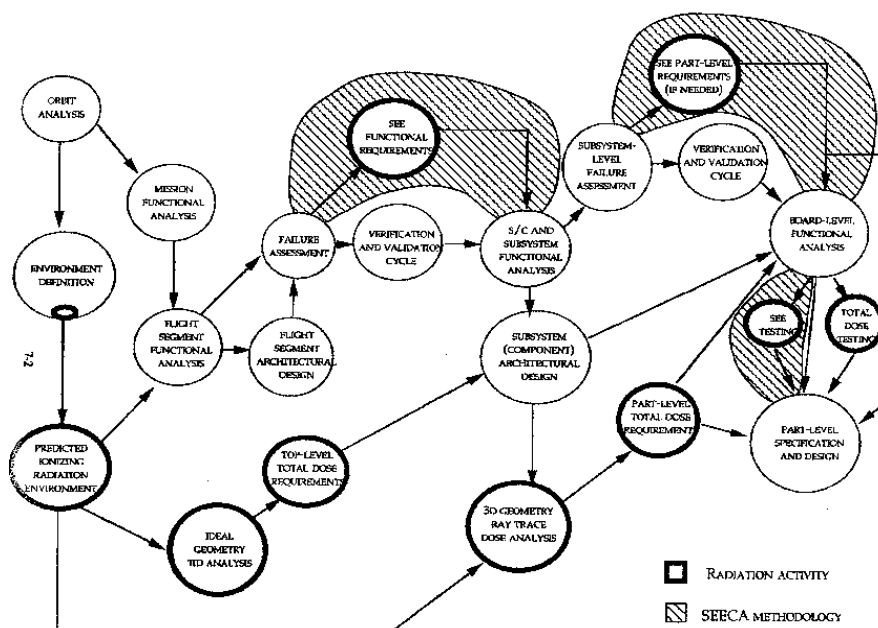 ORBIT
ANALYSIS
MISSION
FUNCTIONAL
ANALYSIS
ENVIRONMENT
DEFINITION
7-2
FLIGHT
SEGMENT
FUNCTIONAL
ANALYSIS
PREDICTED
IONIZING
RADIATION
ENVIRONMENT
IDEAL
GEOMETRY
TID ANALYSIS
TOP-LEVEL
TOTAL DOSE
REQUIREMENTS
FLIGHT
SEGMENT
ARCHITECTURAL
DESIGN
FAILURE
ASSESSMENT
SEE
FUNCTIONAL
REQUIREMENTS
VERIFICATION
AND VALIDATION
CYCLE
S/C AND
SUBSYSTEM
FUNCTIONAL
ANALYSIS
SUBSYSTEM
(COMPONENT)
ARCHITECTURAL
DESIGN
3D GEOMETRY
RAY TRACE
DOSE ANALYSIS
SUBSYSTEM-
LEVEL
FAILURE
ASSESSMENT
SEE PART-LEVEL
REQUIREMENTS
(IF NEEDED)
VERIFICATION
AND VALIDATION
CYCLE
BOARD-LEVEL
FUNCTIONAL
ANALYSIS
SEE
TESTING
TOTAL
DOSE
TESTING
PART-LEVEL
TOTAL DOSE
REQUIREMENT
PART-LEVEL
SPECIFICATION
AND DESIGN
RADIATION ACTIVITY
SEECA METHODOLOGY